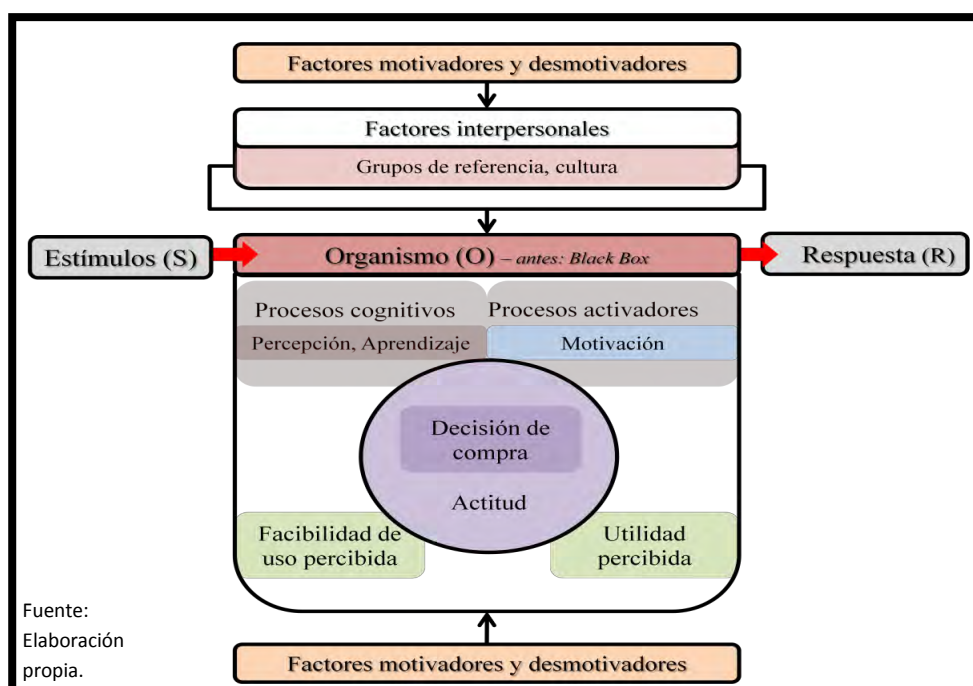 Factores motivadores y desmotivadores
Factores interpersonales
Grupos de referencia, cultura
Estímulos (S)
Organismo (O) – antes: Black Box
Respuesta (R)
Procesos cognitivos
Procesos activadores
Percepción, Aprendizaje
Motivación
Decisión de
compra
Actitud
Facibilidad de
uso percibida
Utilidad
percibida
Fuente:
Elaboración
propia.
Factores motivadores y desmotivadores